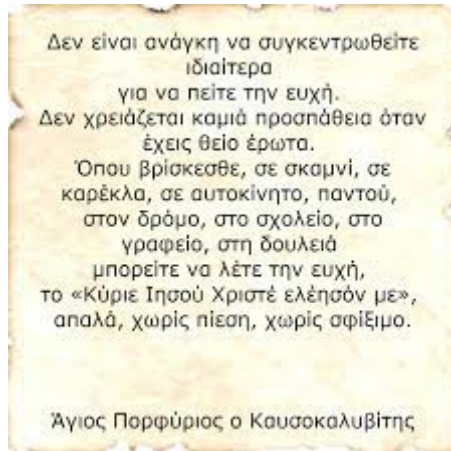 Δεν είναι ανάγκη να συγκεντρωθείτε
ιδιαίτερα
για να πείτε την ευχή.
Δεν χρειάζεται καμιά προσπάθεια όταν
έχεις θείο έρωτα.
Όπου βρίσκεσθε, σε σκαμνί, σε
καρέκλα, σε αυτοκίνητο, παντού,
στον δρόμο, στο σχολείο, στο
γραφείο, στη δουλειά
μπορείτε να λέτε την ευχή,
το «Κύριε Ιησού Χριστέ ελέησόν με»,
απαλά, χωρίς πίεση, χωρίς σφίξιμο.
Άγιος Πορφύριος ο Καυσοκαλυβίτης